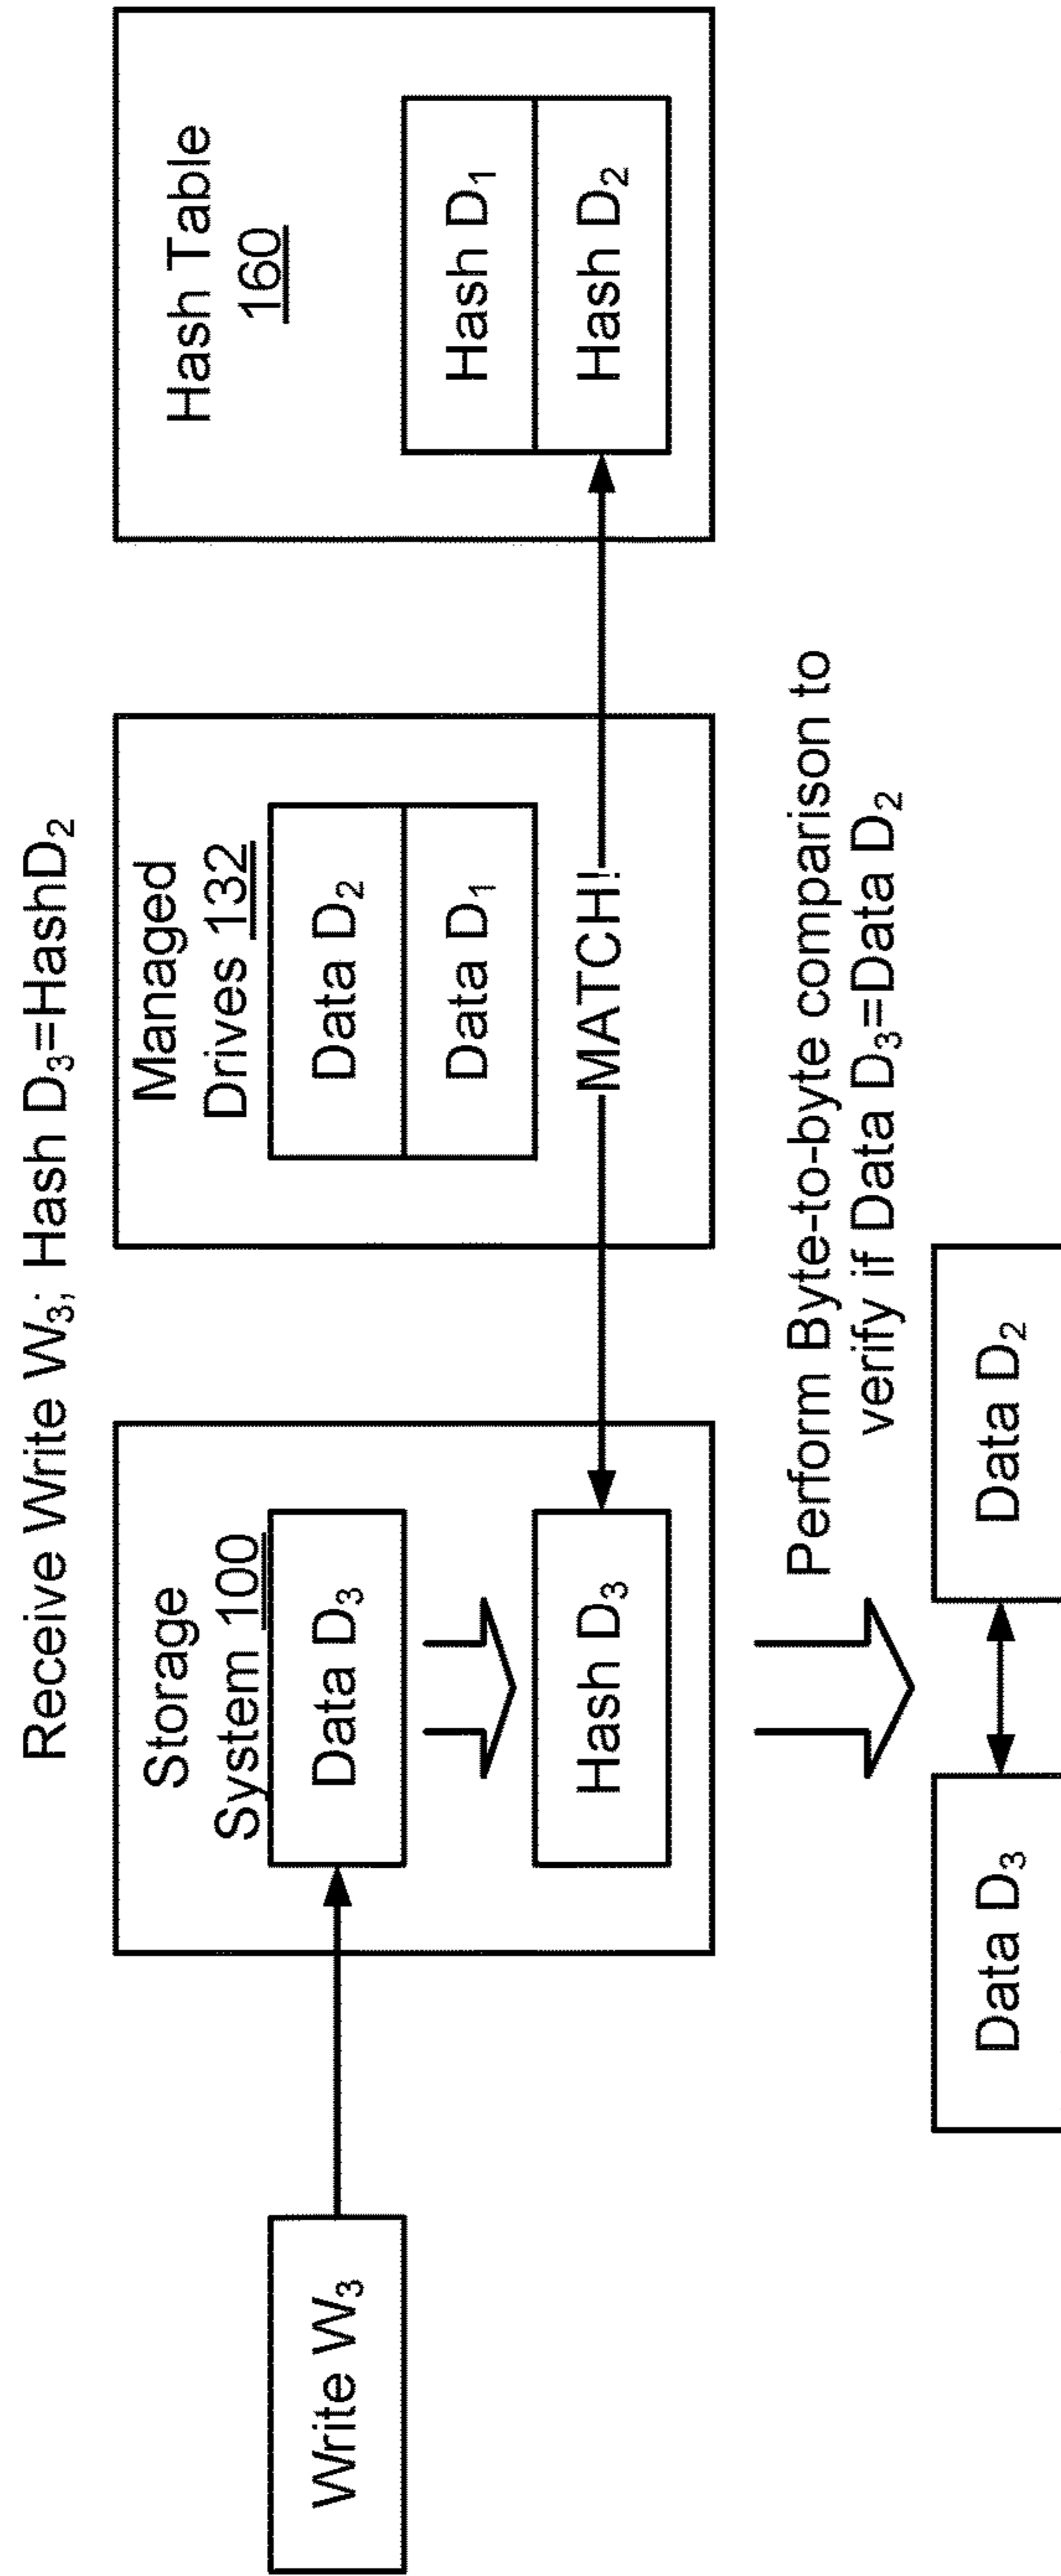 Receive Write W₃; Hash D₃=HashD₂
Write W₃
Storage
System 100
Data D₃
Hash D₃
Managed
Drives 132
Data D₂
Data D₁
MATCH!
Hash Table
160
Hash D₁
Hash D₂
Perform Byte-to-byte comparison to
verify if Data D₃=Data D₂
Data D₃
Data D₂